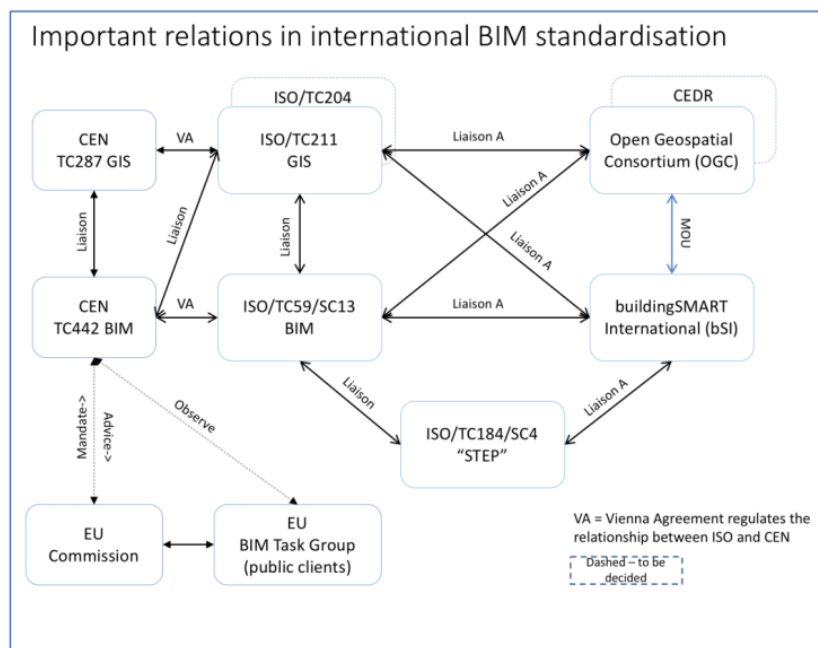 Important relations in international BIM standardisation
ISO/TC204
CEDR
CEN
TC287 GIS
VA
ISO/TC211
GIS
Liaison A
Open Geospatial
Consortium (OGC)
Liaison
Liaison
Liaison
Liaison A
Liaison A
MOU
CEN
TC442 BIM
VA
ISO/TC59/SC13
BIM
Liaison A
buildingSMART
International (bSI)
Mandate->
Advice->
Observe
Liaison
ISO/TC184/SC4
“STEP”
Liaison A
EU
Commission
EU
BIM Task Group
(public clients)
VA = Vienna Agreement regulates the
relationship between ISO and CEN
Dashed – to be
decided